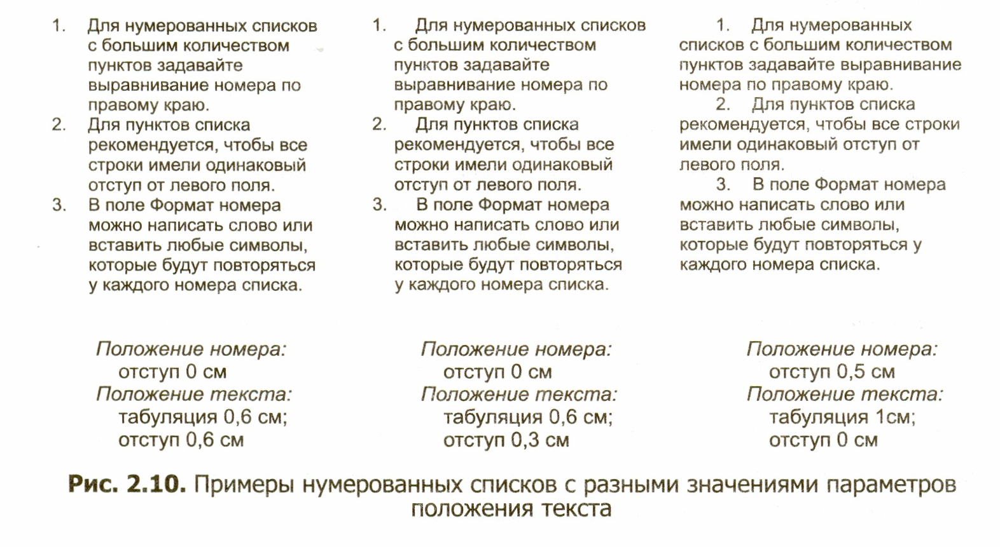 1. Для нумерованных списков
с большим количеством
пунктов задавайте
выравнивание номера по
правому краю.
2. Для пунктов списка
рекомендуется, чтобы все
строки имели одинаковый
отступ от левого поля.
3. В поле Формат номера
можно написать слово или
вставить любые символы,
которые будут повторяться
у каждого номера списка.
Положение номера:
отступ 0 см
Положение текста:
табуляция 0,6 см;
отступ 0,6 см
1. Для нумерованных списков
с большим количеством
пунктов задавайте
выравнивание номера по
правому краю.
2. Для пунктов списка
рекомендуется, чтобы все
строки имели одинаковый
отступ от левого поля.
3. В поле Формат номера
можно написать слово или
вставить любые символы,
которые будут повторяться
у каждого номера списка.
Положение номера:
отступ 0 см
Положение текста:
табуляция 0,6 см;
отступ 0,3 см
1. Для нумерованных
списков с большим количеством
пунктов задавайте выравнивание
номера по правому краю.
2. Для пунктов списка
рекомендуется, чтобы все строки
имели одинаковый отступ от
левого поля.
3. В поле Формат номера
можно написать слово или
вставить любые символы,
которые будут повторяться у
каждого номера списка.
Положение номера:
отступ 0,5 см
Положение текста:
табуляция 1см;
отступ 0 см
Рис. 2.10. Примеры нумерованных списков с разными значениями параметров
положения текста